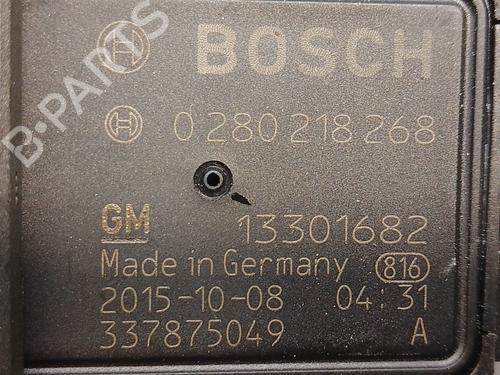 BOSCH
0 280 218 268
GM 13301682
Made in Germany 816
2015-10-08 04:31
337875049 A
B-PARTS